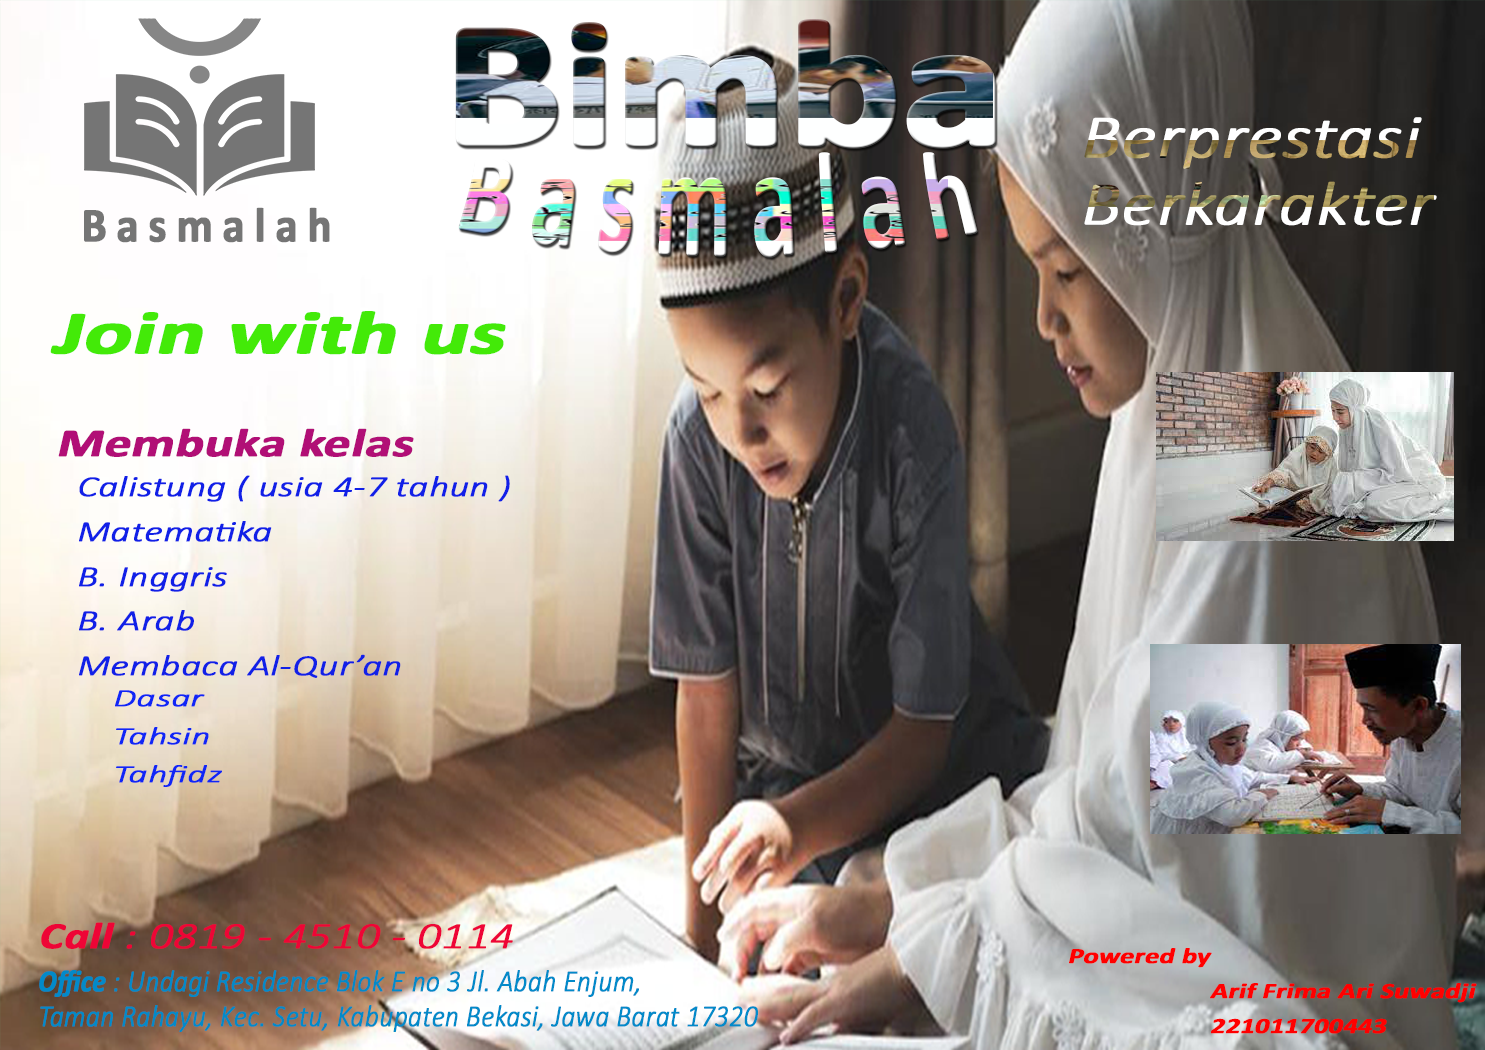 Basmalah
Bimba
Basmalah
Berprestasi
Berkarakter
Join with us
Membuka kelas
Calistung ( usia 4-7 tahun )
Matematika
B. Inggris
B. Arab
Membaca Al-Qur’an
Dasar
Tahsin
Tahfidz
Call : 0819 - 4510 - 0114
Office : Undagi Residence Blok E no 3 Jl. Abah Enjum,
Taman Rahayu, Kec. Setu, Kabupaten Bekasi, Jawa Barat 17320
Powered by
Arif Frima Ari Suwadji
221011700443